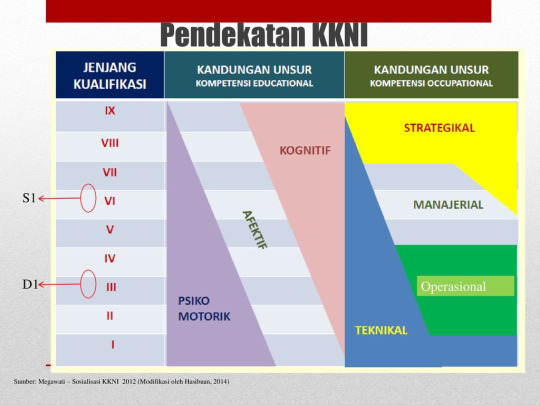 Pendekatan KKNI
JENJANG
KUALIFIKASI
KANDUNGAN UNSUR
KOMPETENSI EDUCATIONAL
KANDUNGAN UNSUR
KOMPETENSI OCCUPATIONAL
IX
VIII
VII
VI
V
IV
III
II
I
S1
D1
KOGNITIF
AFEKTIF
PSIKO
MOTORIK
STRATEGIKAL
MANAJERIAL
Operasional
TEKNIKAL
Sumber: Megawati – Sosialisasi KKNI 2012 (Modifikasi oleh Hasibuan, 2014)